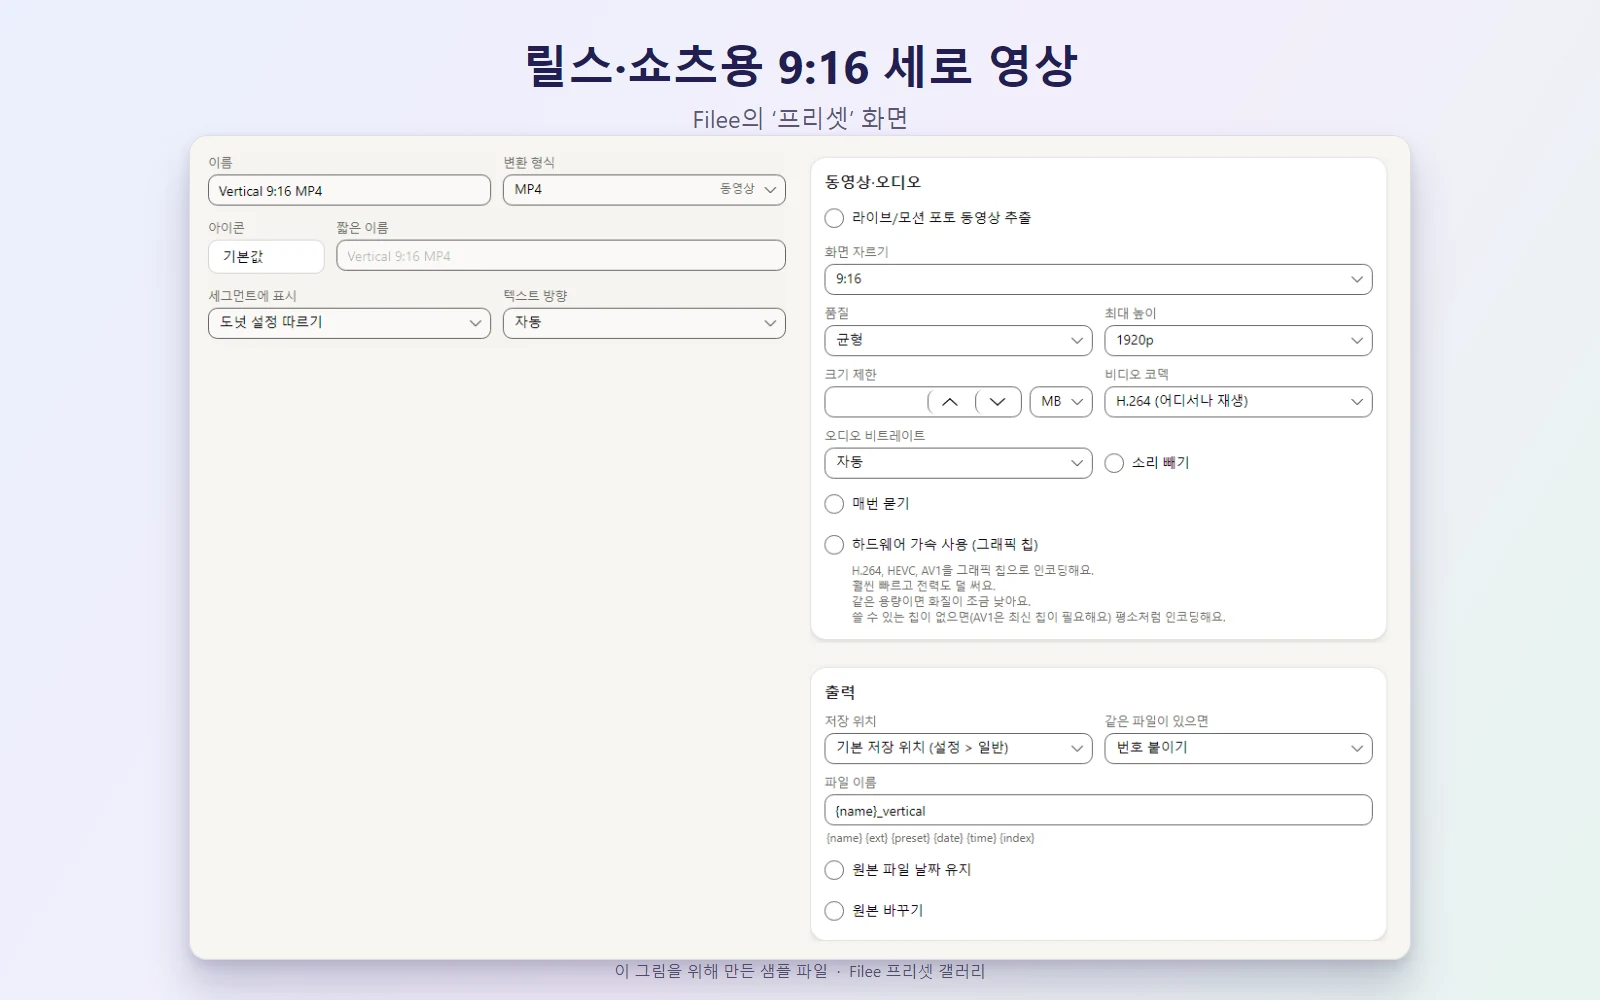 릴스·쇼츠용 9:16 세로 영상
Filee의 ‘프리셋’ 화면
이름
변환 형식
Vertical 9:16 MP4
MP4
동영상
아이콘
짧은 이름
기본값
Vertical 9:16 MP4
세그먼트에 표시
텍스트 방향
도넛 설정 따르기
자동
동영상·오디오
라이브/모션 포토 동영상 추출
화면 자르기
9:16
품질
최대 높이
균형
1920p
크기 제한
비디오 코덱
MB
H.264 (어디서나 재생)
오디오 비트레이트
자동
소리 빼기
매번 묻기
하드웨어 가속 사용 (그래픽 칩)
H.264, HEVC, AV1을 그래픽 칩으로 인코딩해요.
훨씬 빠르고 전력도 덜 써요.
같은 용량이면 화질이 조금 낮아요.
쓸 수 있는 칩이 없으면(AV1은 최신 칩이 필요해요) 평소처럼 인코딩해요.
출력
저장 위치
같은 파일이 있으면
기본 저장 위치 (설정 > 일반)
번호 붙이기
파일 이름
{name}_vertical
{name} {ext} {preset} {date} {time} {index}
원본 파일 날짜 유지
원본 바꾸기
이 그림을 위해 만든 샘플 파일 · Filee 프리셋 갤러리